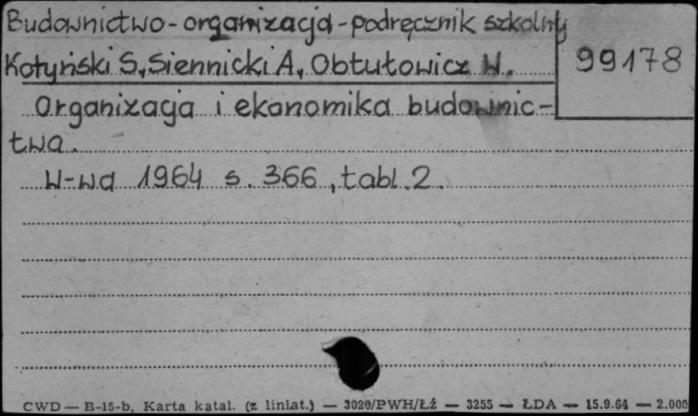 Budownictwo-organizacja-podręcznik szkolny
99178
Kotyński S, Siennicki A, Obtułowicz W.
Organizacja i ekonomika budownic-
twa.
W-wa 1964 s. 366, tabl. 2.
CWD — B-15-b, Karta katal. (z liniat.) — 3020/PWH/Łź — 3255 — ŁDA — 15.9.64 — 2.000